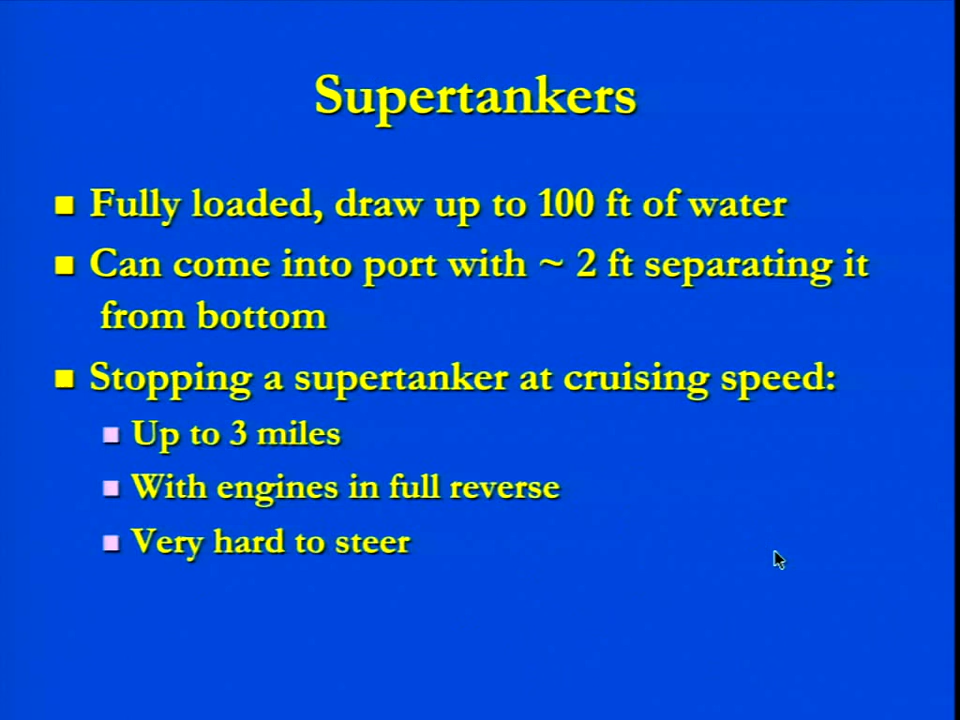 Supertankers
Fully loaded, draw up to 100 ft of water
Can come into port with ~ 2 ft separating it
from bottom
Stopping a supertanker at cruising speed:
Up to 3 miles
With engines in full reverse
Very hard to steer